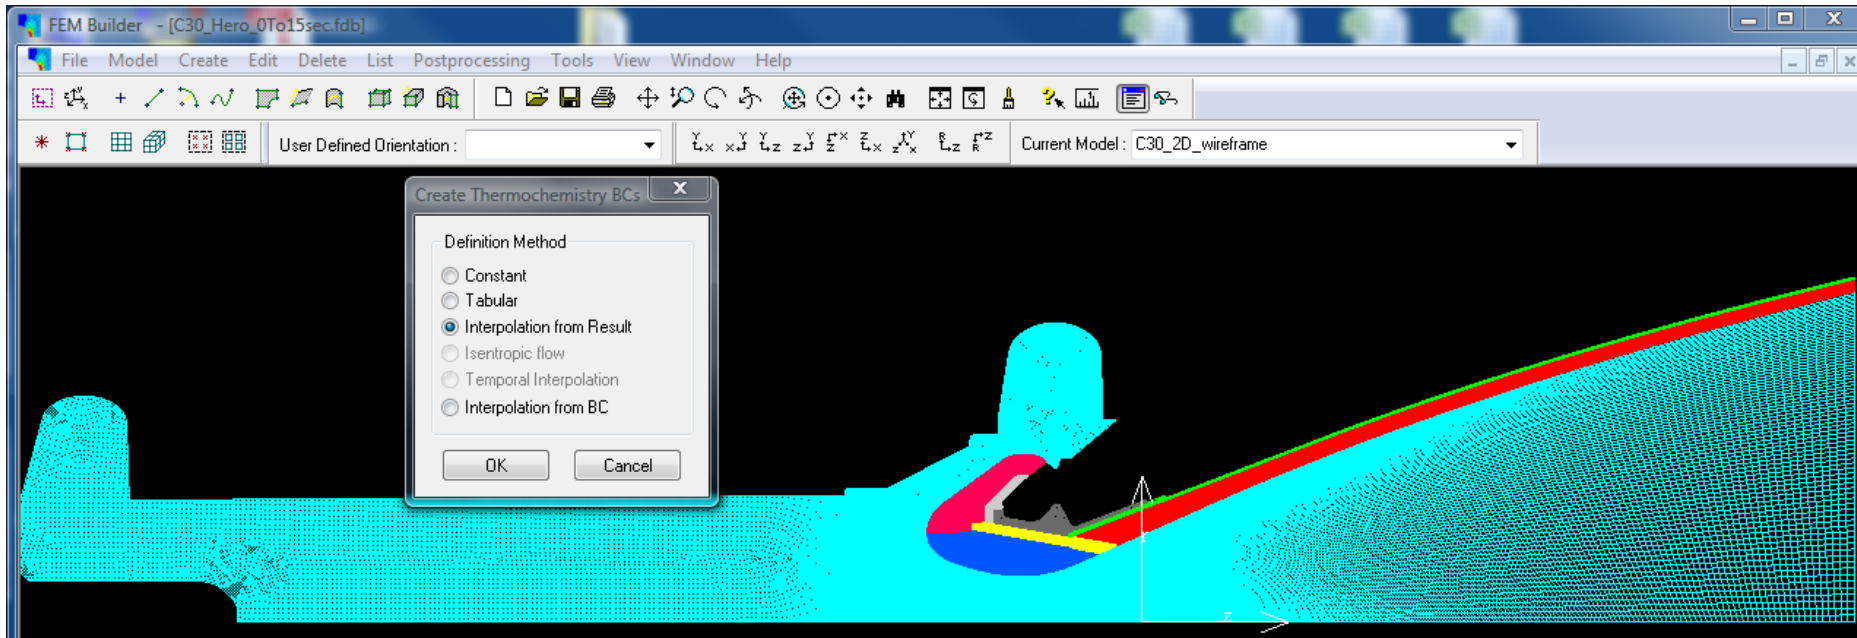 FEM Builder - [C30_Hero_0To15sec.fdb]
File Model Create Edit Delete List Postprocessing Tools View Window Help
User Defined Orientation :
Current Model : C30_2D_wireframe
Create Thermochemistry BCs
Definition Method
Constant
Tabular
Interpolation from Result
Isentropic flow
Temporal Interpolation
Interpolation from BC
OK Cancel
z